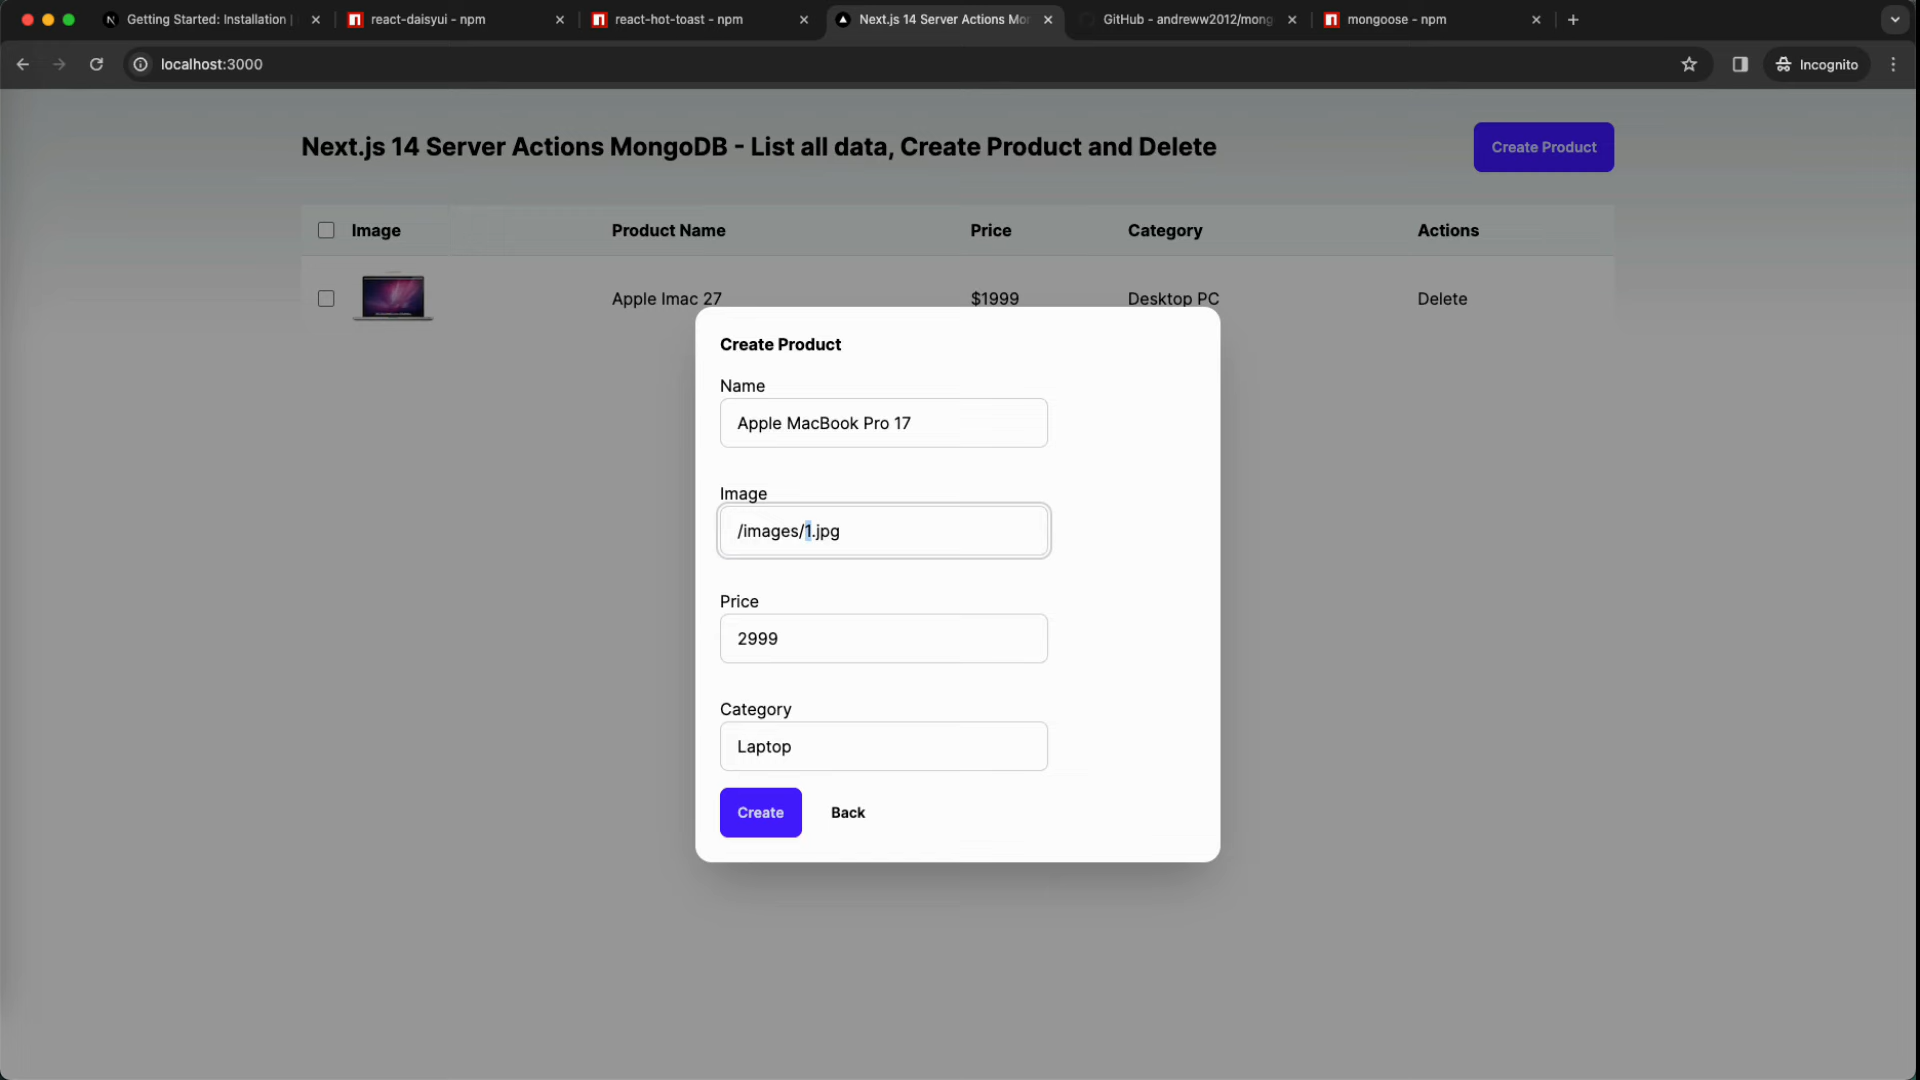 Getting Started: Installation |
react-daisyui - npm
react-hot-toast - npm
Next.js 14 Server Actions Mo
GitHub - andreww2012/mong
mongoose - npm
localhost:3000
Incognito
Next.js 14 Server Actions MongoDB - List all data, Create Product and Delete
Create Product
Image
Product Name
Price
Category
Actions
Apple Imac 27
$1999
Desktop PC
Delete
Create Product
Name
Apple MacBook Pro 17
Image
/images/1.jpg
Price
2999
Category
Laptop
Create
Back